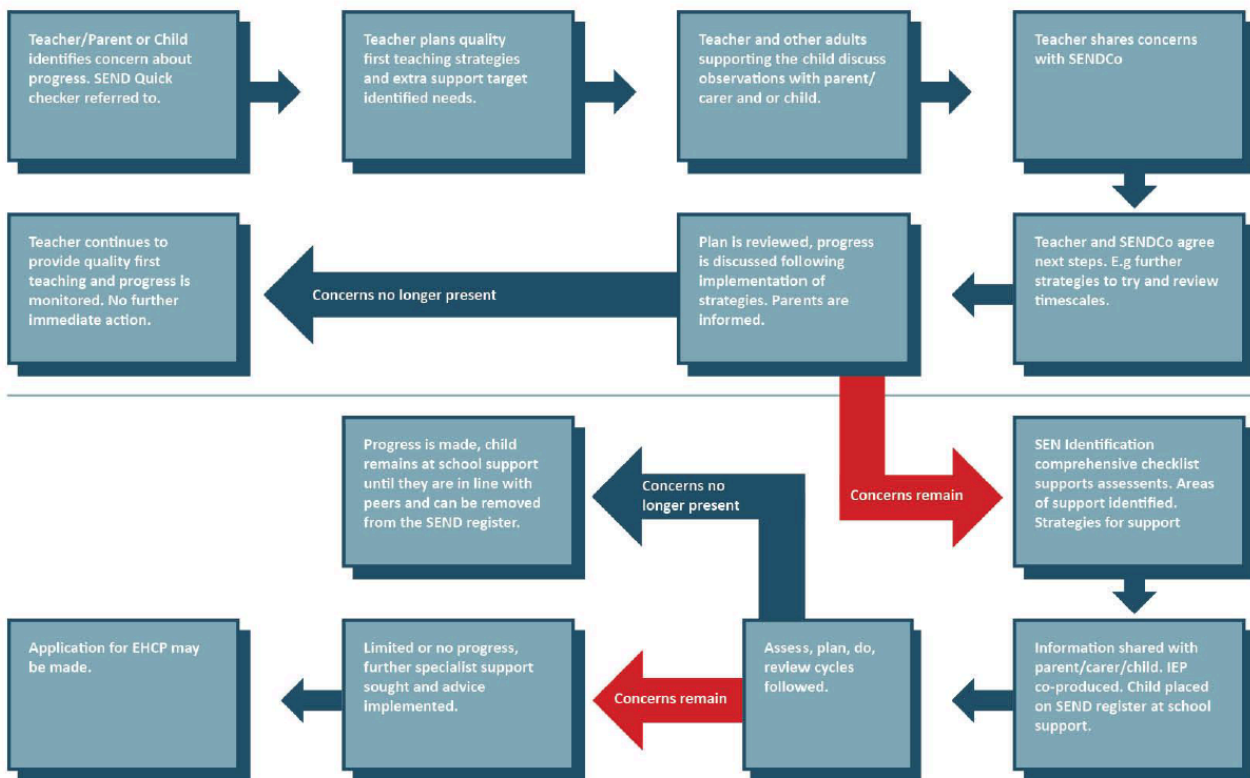 Teacher/Parent or Child
identifies concern about
progress. SEND Quick
checker referred to.
Teacher plans quality
first teaching strategies
and extra support target
identified needs.
Teacher and other adults
supporting the child discuss
observations with parent/
carer and or child.
Teacher shares concerns
with SENDCo
Teacher and SENDCo agree
next steps. E.g further
strategies to try and review
timescales.
Plan is reviewed, progress
is discussed following
implementation of
strategies. Parents are
informed.
Concerns no longer present
Teacher continues to
provide quality first
teaching and progress is
monitored. No further
immediate action.
Concerns remain
SEN Identification
comprehensive checklist
supports assessents. Areas
of support identified.
Strategies for support
Information shared with
parent/carer/child. IEP
co-produced. Child placed
on SEND register at school
support.
Assess, plan, do,
review cycles
followed.
Concerns no
longer present
Progress is made, child
remains at school support
until they are in line with
peers and can be removed
from the SEND register.
Concerns remain
Limited or no progress,
further specialist support
sought and advice
implemented.
Application for EHCP may
be made.